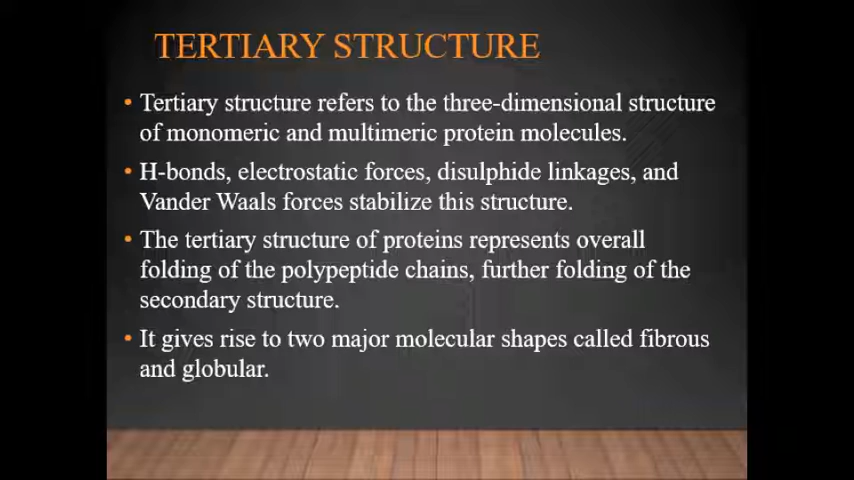 TERTIARY STRUCTURE
• Tertiary structure refers to the three-dimensional structure
of monomeric and multimeric protein molecules.
• H-bonds, electrostatic forces, disulphide linkages, and
Vander Waals forces stabilize this structure.
• The tertiary structure of proteins represents overall
folding of the polypeptide chains, further folding of the
secondary structure.
• It gives rise to two major molecular shapes called fibrous
and globular.